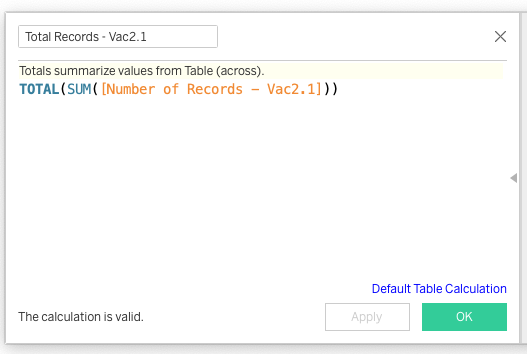 Total Records - Vac2.1
Totals summarize values from Table (across).
TOTAL(SUM([Number of Records - Vac2.1]))
Default Table Calculation
The calculation is valid.
Apply
OK